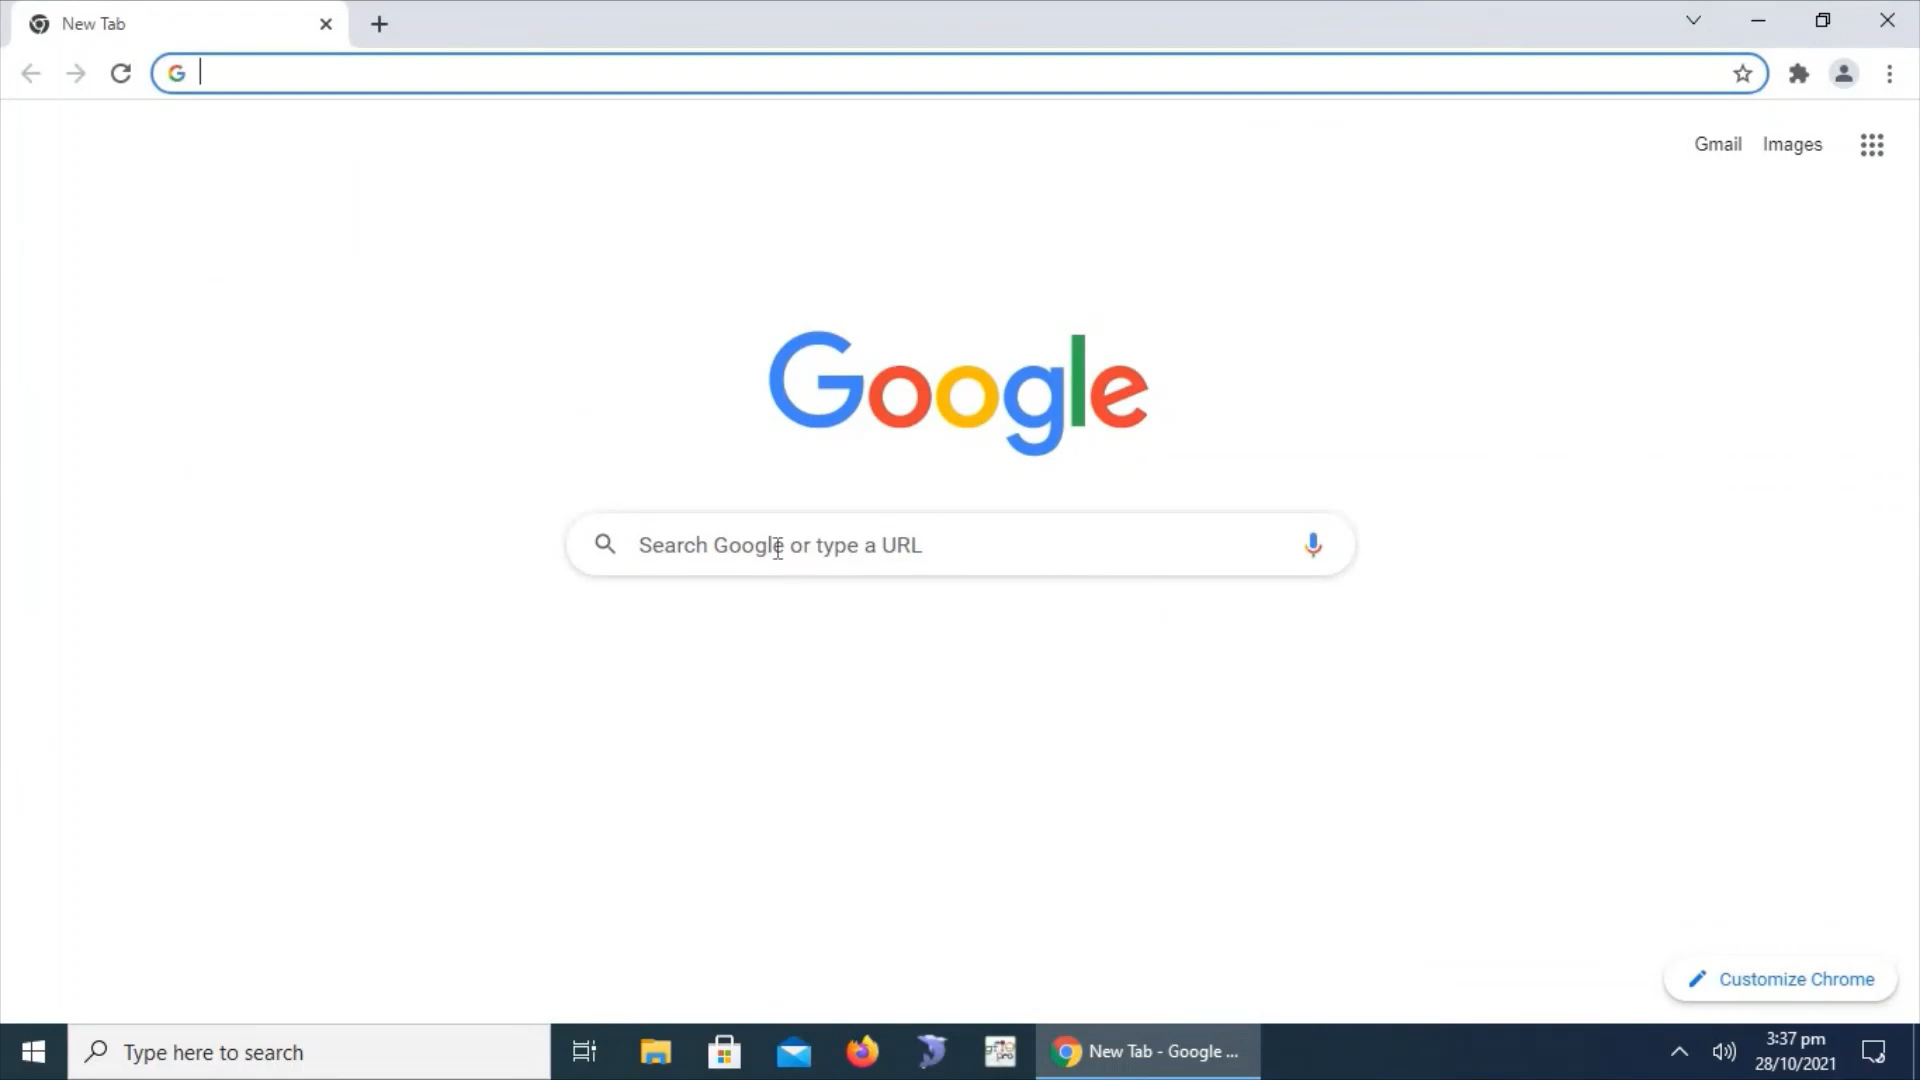 New Tab
Gmail Images
Google
Search Google or type a URL
Customize Chrome
Type here to search
New Tab - Google ...
3:37 pm
28/10/2021